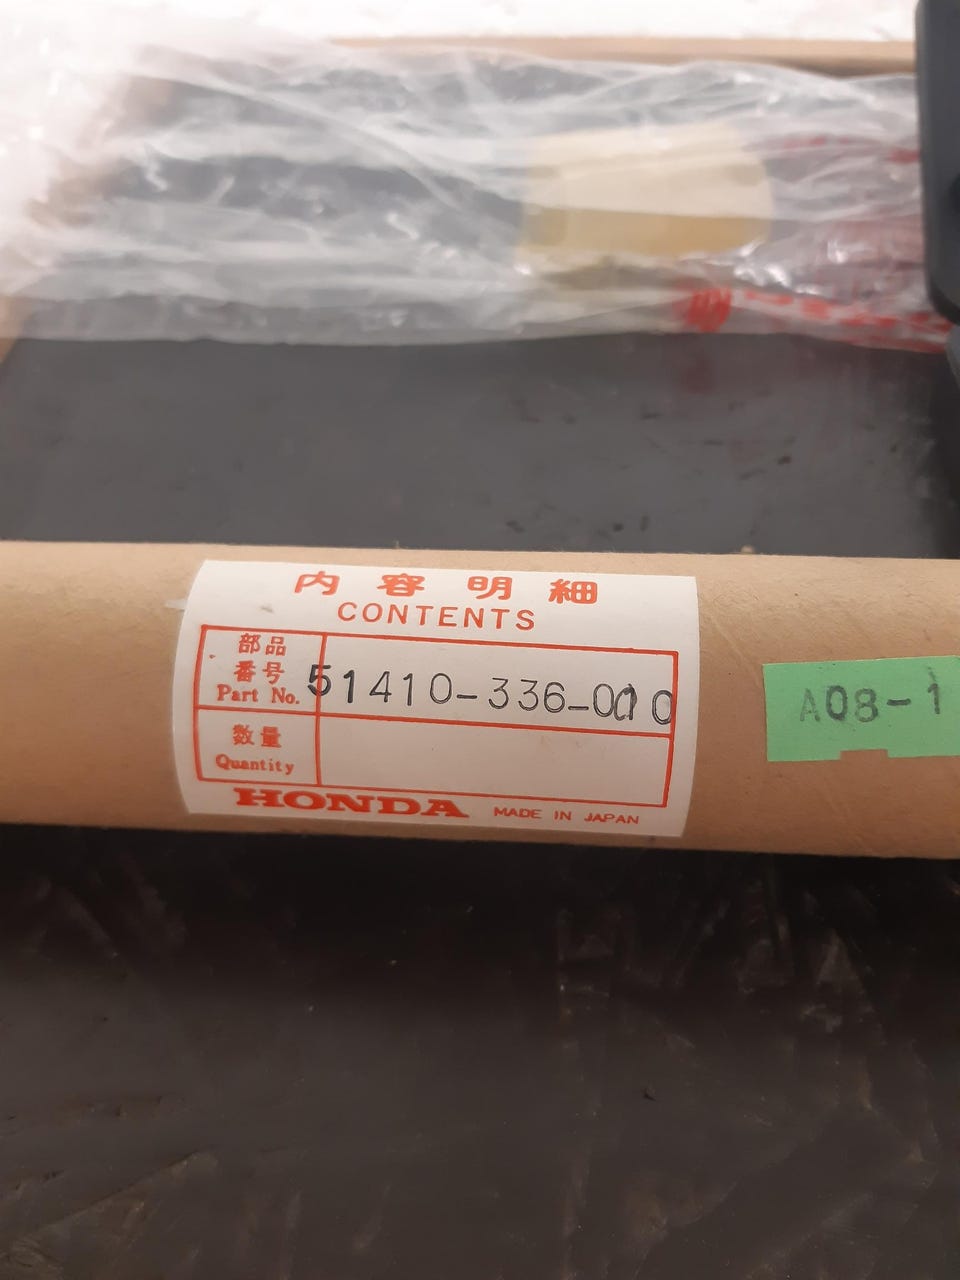 内容明細
CONTENTS
部品
番号
Part No.
51410-336-010
数量
Quantity
HONDA MADE IN JAPAN
A08-1